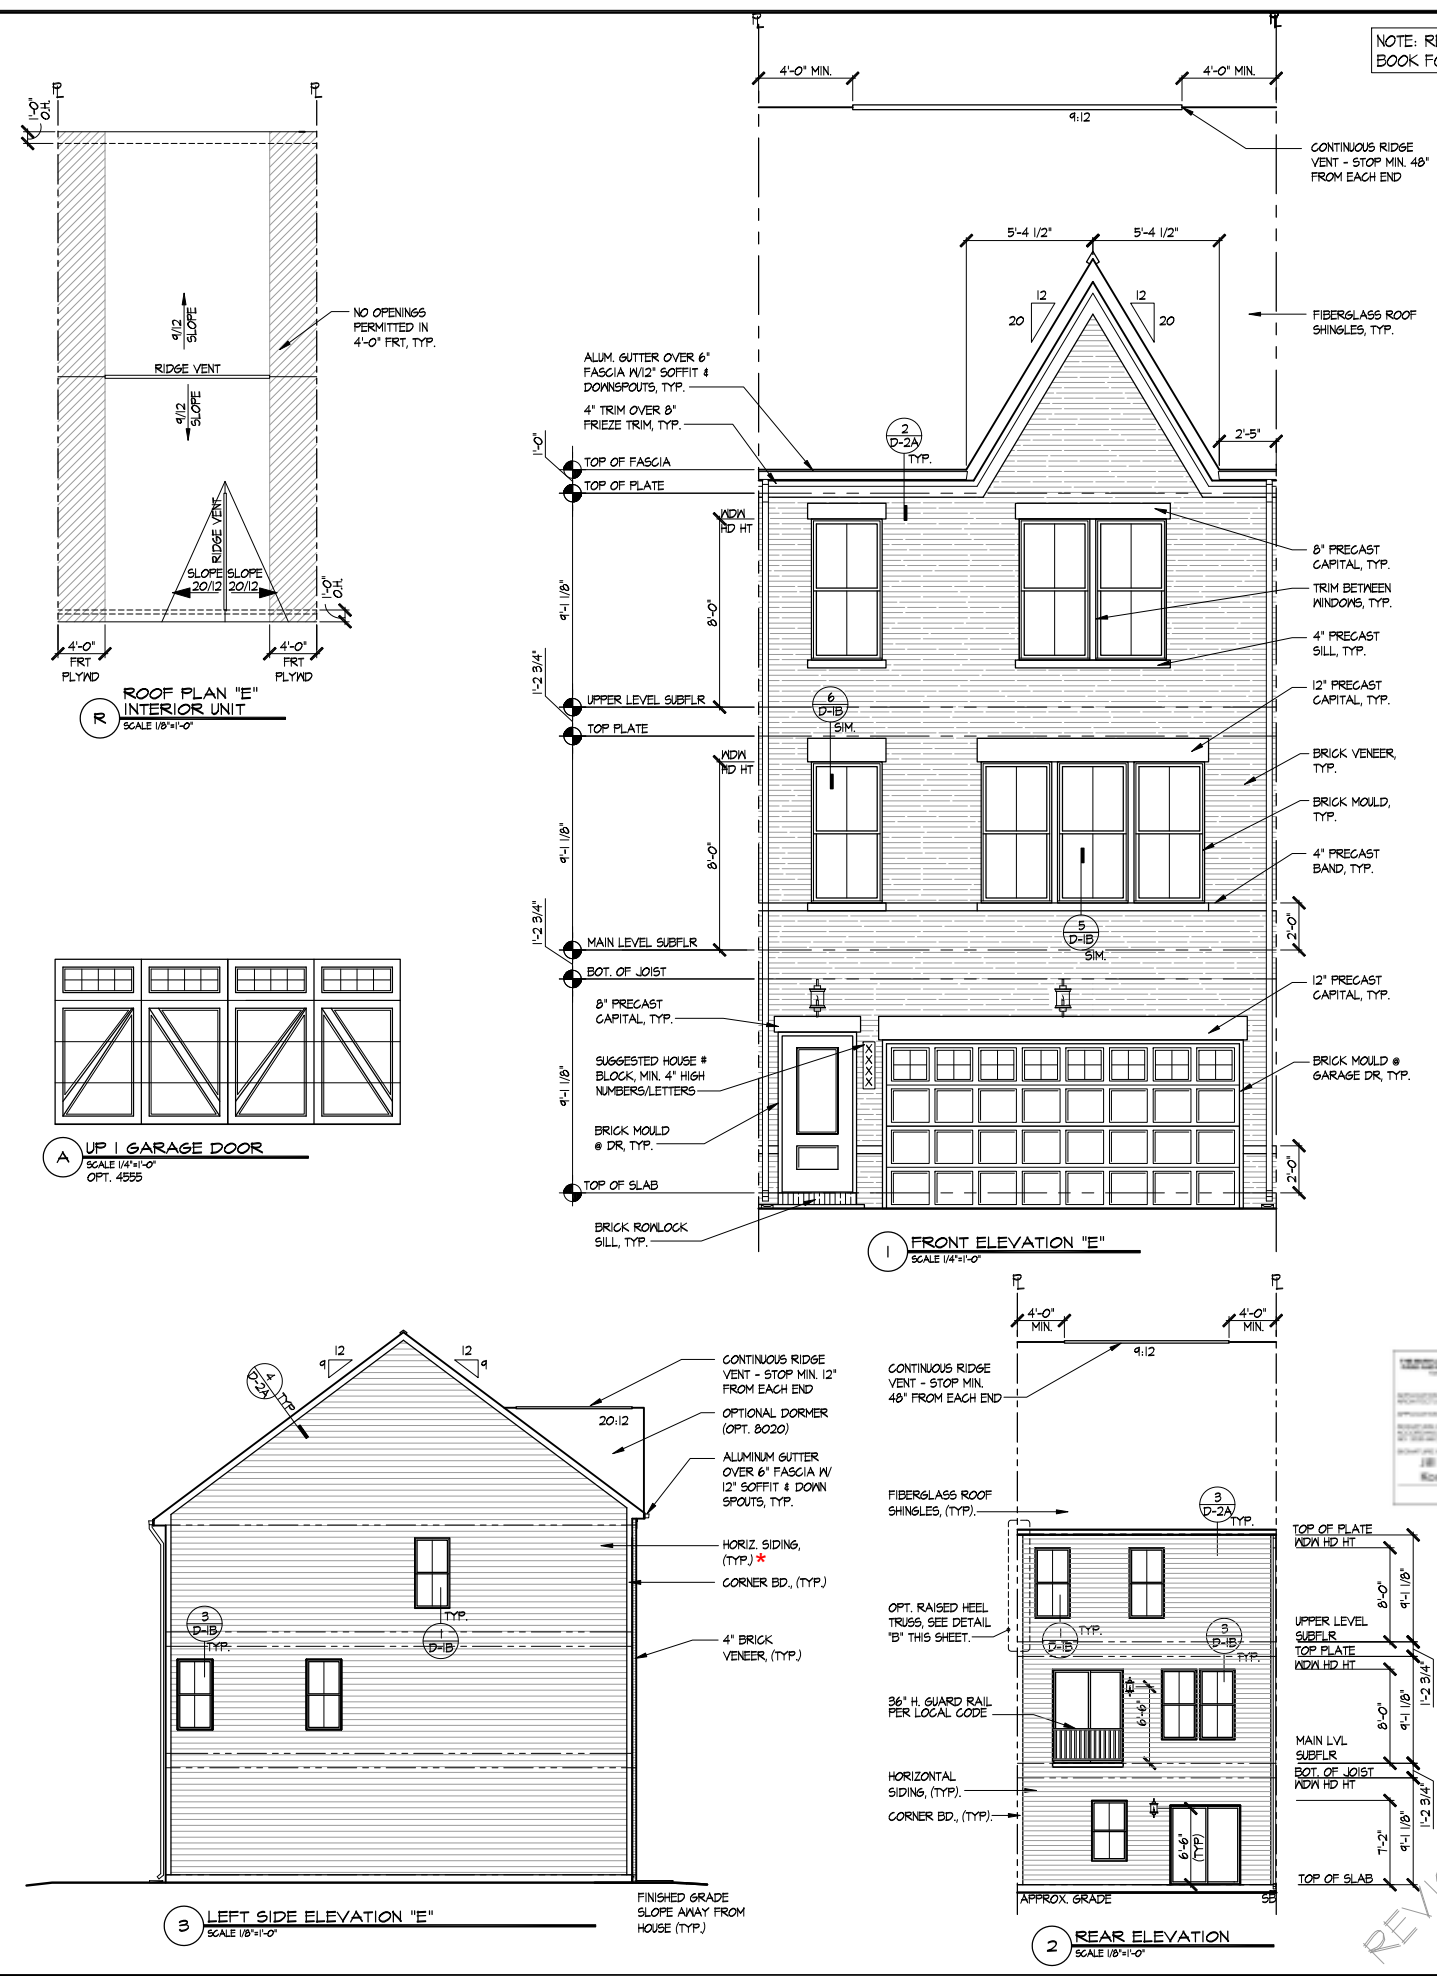 NOTE: RE
BOOK FO
4'-0" MIN.
4'-0" MIN.
9:12
CONTINUOUS RIDGE
VENT - STOP MIN. 48"
FROM EACH END
1'-0"
O.H.
9/12
SLOPE
NO OPENINGS
PERMITTED IN
4'-0" FRT, TYP.
RIDGE VENT
9/12
SLOPE
RIDGE VENT
SLOPE SLOPE
20/12 20/12
1'-0"
O.H.
4'-0"
FRT
PLYWD
4'-0"
FRT
PLYWD
R
ROOF PLAN "E"
INTERIOR UNIT
SCALE 1/8"=1'-0"
5'-4 1/2"
5'-4 1/2"
12
20
12
20
FIBERGLASS ROOF
SHINGLES, TYP.
ALUM. GUTTER OVER 6"
FASCIA W/12" SOFFIT &
DOWNSPOUTS, TYP.
4" TRIM OVER 8"
FRIEZE TRIM, TYP.
2
D-2A
TYP.
2'-5"
1'-0"
TOP OF FASCIA
TOP OF PLATE
WDW
HD HT
9'-1 1/8"
8'-0"
8" PRECAST
CAPITAL, TYP.
TRIM BETWEEN
WINDOWS, TYP.
4" PRECAST
SILL, TYP.
12" PRECAST
CAPITAL, TYP.
1'-2 3/4"
UPPER LEVEL SUBFLR
TOP PLATE
6
D-1B
SIM.
WDW
HD HT
BRICK VENEER,
TYP.
BRICK MOULD,
TYP.
4" PRECAST
BAND, TYP.
9'-1 1/8"
8'-0"
5
D-1B
SIM.
2'-0"
1'-2 3/4"
MAIN LEVEL SUBFLR
BOT. OF JOIST
8" PRECAST
CAPITAL, TYP.
12" PRECAST
CAPITAL, TYP.
SUGGESTED HOUSE #
BLOCK, MIN. 4" HIGH
NUMBERS/LETTERS
X
X
X
X
BRICK MOULD @
GARAGE DR, TYP.
9'-1 1/8"
BRICK MOULD
@ DR, TYP.
2'-0"
TOP OF SLAB
BRICK ROWLOCK
SILL, TYP.
A
UP 1 GARAGE DOOR
SCALE 1/4"=1'-0"
OPT. 4555
1
FRONT ELEVATION "E"
SCALE 1/4"=1'-0"
12
9
12
9
4
D-2A
TYP.
CONTINUOUS RIDGE
VENT - STOP MIN. 12"
FROM EACH END
20:12
OPTIONAL DORMER
(OPT. 8020)
ALUMINUM GUTTER
OVER 6" FASCIA W/
12" SOFFIT & DOWN
SPOUTS, TYP.
HORIZ. SIDING,
(TYP.) *
CORNER BD., (TYP.)
4" BRICK
VENEER, (TYP.)
3
D-1B
TYP.
1
D-1B
TYP.
FINISHED GRADE
SLOPE AWAY FROM
HOUSE (TYP.)
3
LEFT SIDE ELEVATION "E"
SCALE 1/8"=1'-0"
4'-0"
MIN.
4'-0"
MIN.
9:12
CONTINUOUS RIDGE
VENT - STOP MIN.
48" FROM EACH END
FIBERGLASS ROOF
SHINGLES, (TYP).
3
D-2A
TYP.
OPT. RAISED HEEL
TRUSS, SEE DETAIL
"B" THIS SHEET.
1
D-1B
TYP.
3
D-1B
TYP.
36" H. GUARD RAIL
PER LOCAL CODE
6'-6"
HORIZONTAL
SIDING, (TYP).
CORNER BD., (TYP).
6'-6"
(TYP)
APPROX. GRADE
SB
TOP OF PLATE
WDW HD HT
8'-0"
9'-1 1/8"
UPPER LEVEL
SUBFLR
TOP PLATE
WDW HD HT
1'-2 3/4"
8'-0"
9'-1 1/8"
MAIN LVL
SUBFLR
BOT. OF JOIST
WDW HD HT
1'-2 3/4"
7'-2"
9'-1 1/8"
TOP OF SLAB
2
REAR ELEVATION
SCALE 1/8"=1'-0"
REVI